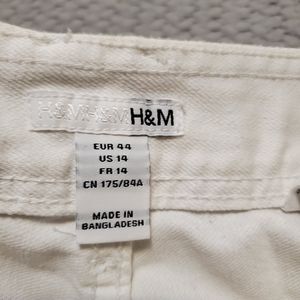 H&M H&M H&M
EUR 44
US 14
FR 14
CN 175/84A
MADE IN
BANGLADESH